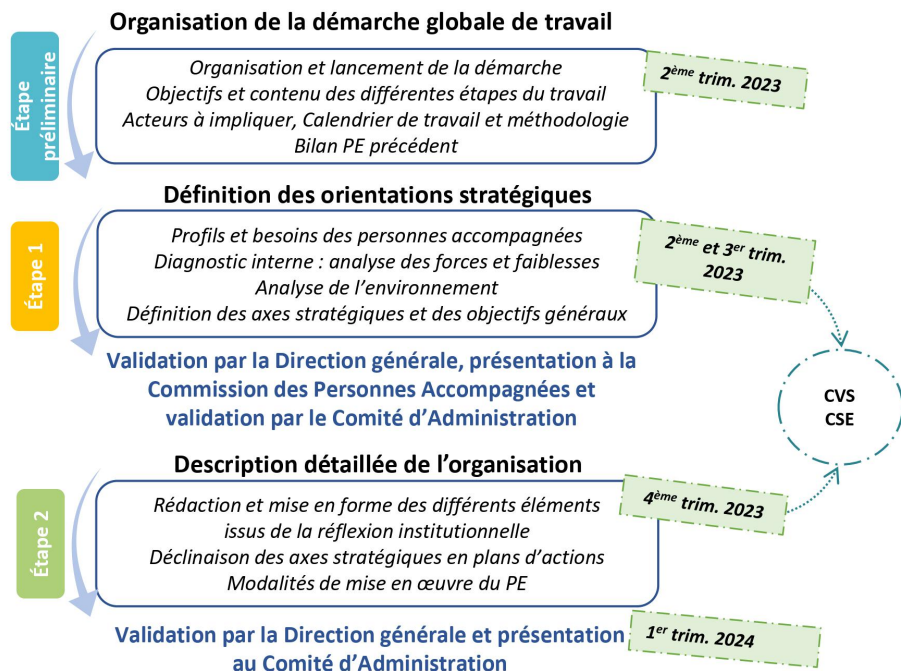 Organisation de la démarche globale de travail
Étape
préliminaire
Organisation et lancement de la démarche
Objectifs et contenu des différentes étapes du travail
Acteurs à impliquer, Calendrier de travail et méthodologie
Bilan PE précédent
2ème trim. 2023
Définition des orientations stratégiques
Étape 1
Profils et besoins des personnes accompagnées
Diagnostic interne : analyse des forces et faiblesses
Analyse de l’environnement
Définition des axes stratégiques et des objectifs généraux
2ème et 3er trim.
2023
Validation par la Direction générale, présentation à la
Commission des Personnes Accompagnées et
validation par le Comité d’Administration
CVS
CSE
Description détaillée de l’organisation
Étape 2
Rédaction et mise en forme des différents éléments
issus de la réflexion institutionnelle
Déclinaison des axes stratégiques en plans d’actions
Modalités de mise en œuvre du PE
4ème trim. 2023
Validation par la Direction générale et présentation
au Comité d’Administration
1er trim. 2024